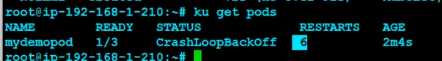 root@ip-192-168-1-210:~# ku get pods
NAME READY STATUS RESTARTS AGE
mydemopod 1/3 CrashLoopBackOff 6 2m4s
root@ip-192-168-1-210:~#